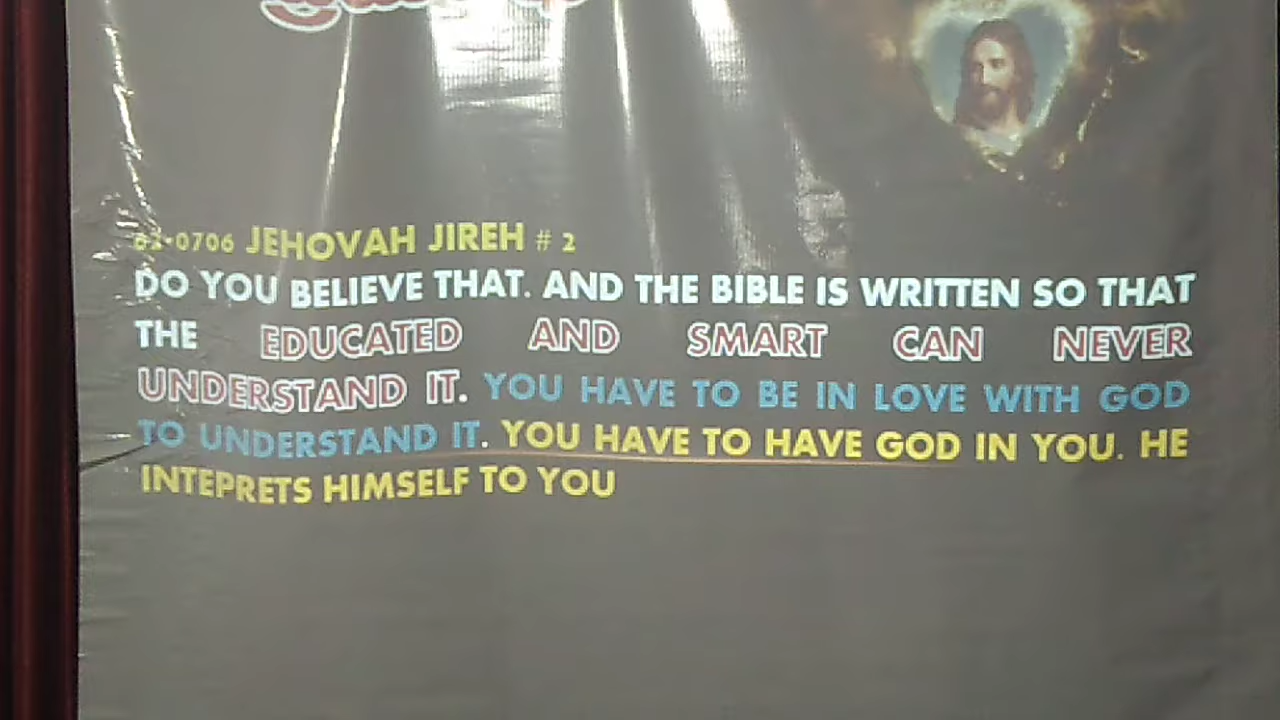 62-0706 JEHOVAH JIREH # 2
DO YOU BELIEVE THAT. AND THE BIBLE IS WRITTEN SO THAT
THE EDUCATED AND SMART CAN NEVER
UNDERSTAND IT. YOU HAVE TO BE IN LOVE WITH GOD
TO UNDERSTAND IT. YOU HAVE TO HAVE GOD IN YOU. HE
INTEPRETS HIMSELF TO YOU